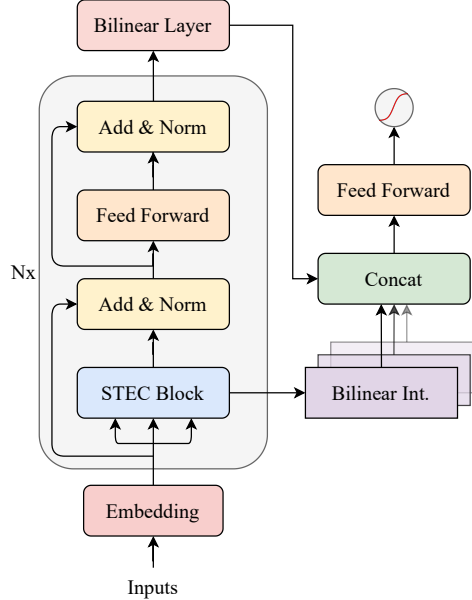 Bilinear Layer
Add & Norm
Feed Forward
Feed Forward
Nx
Concat
Add & Norm
STEC Block
Bilinear Int.
Embedding
Inputs